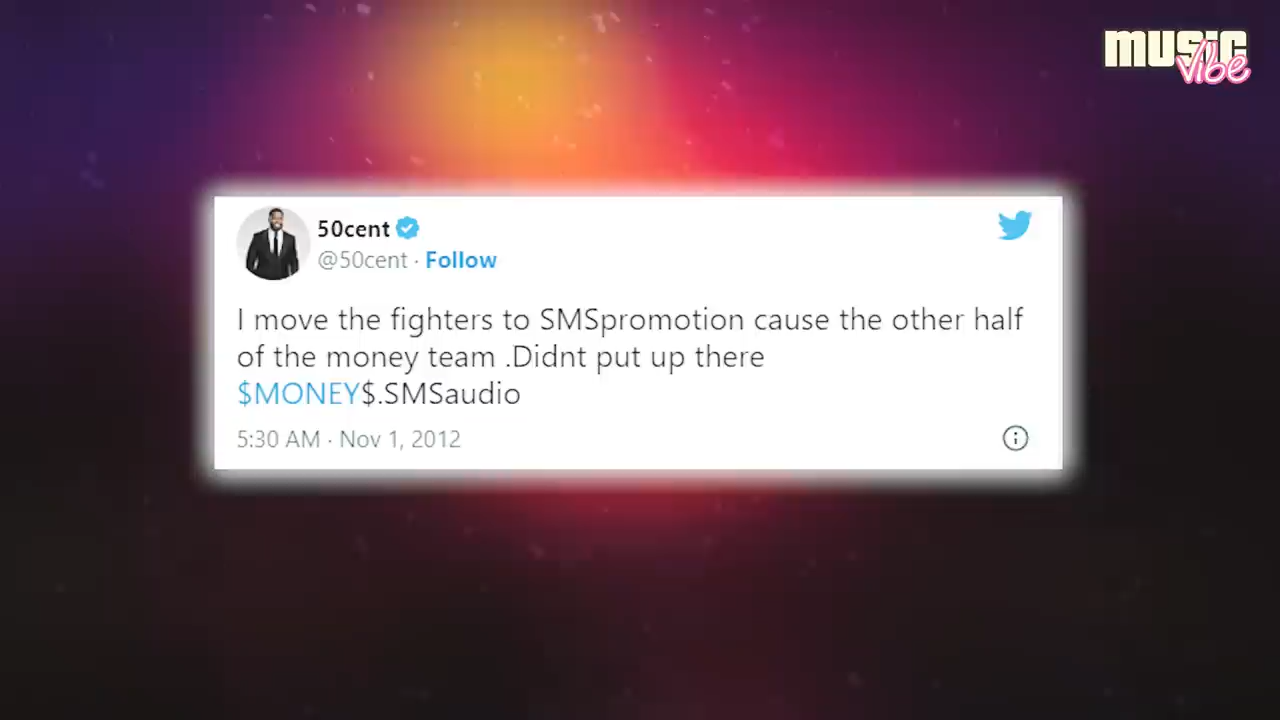 MUSIC
Vibe
50cent
@50cent · Follow
I move the fighters to SMSpromotion cause the other half
of the money team .Didnt put up there
$MONEY$.SMSaudio
5:30 AM · Nov 1, 2012